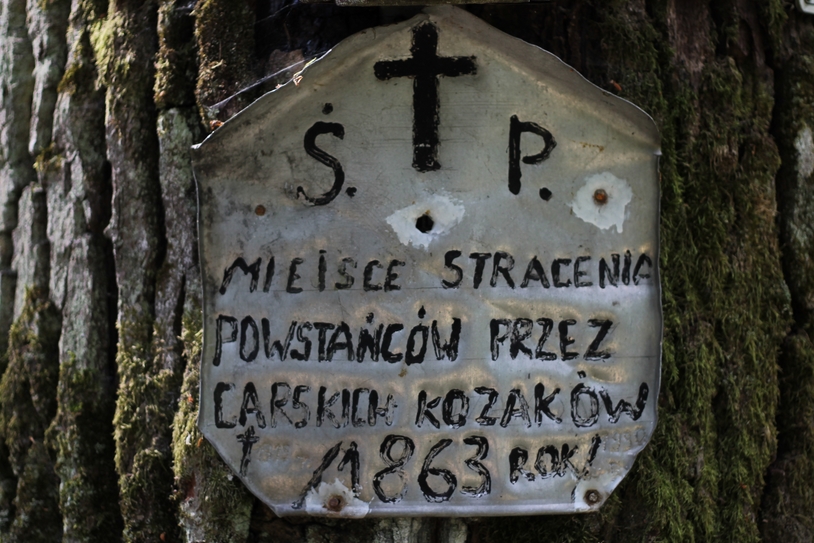 Ś. P.
MIEJSCE STRACENIA
POWSTAŃCÓW PRZEZ
CARSKICH KOZAKÓW
1863 ROK!